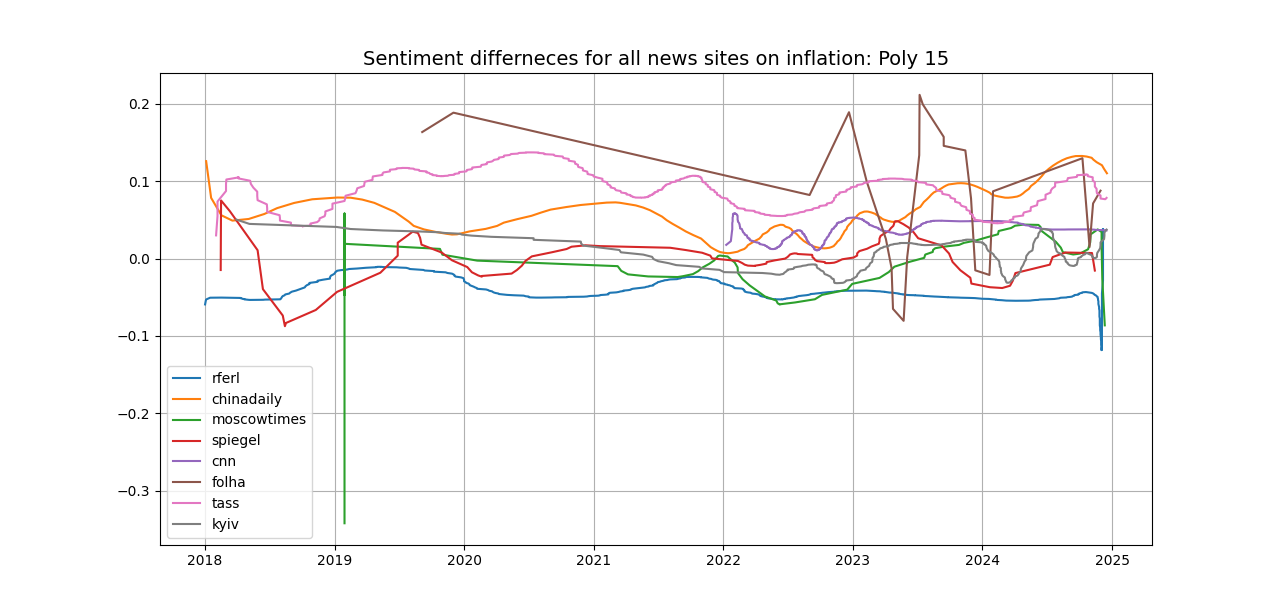 Sentiment differneces for all news sites on inflation: Poly 15
0.2
0.1
0.0
−0.1
−0.2
−0.3
rferl
chinadaily
moscowtimes
spiegel
cnn
folha
tass
kyiv
2018 2019 2020 2021 2022 2023 2024 2025